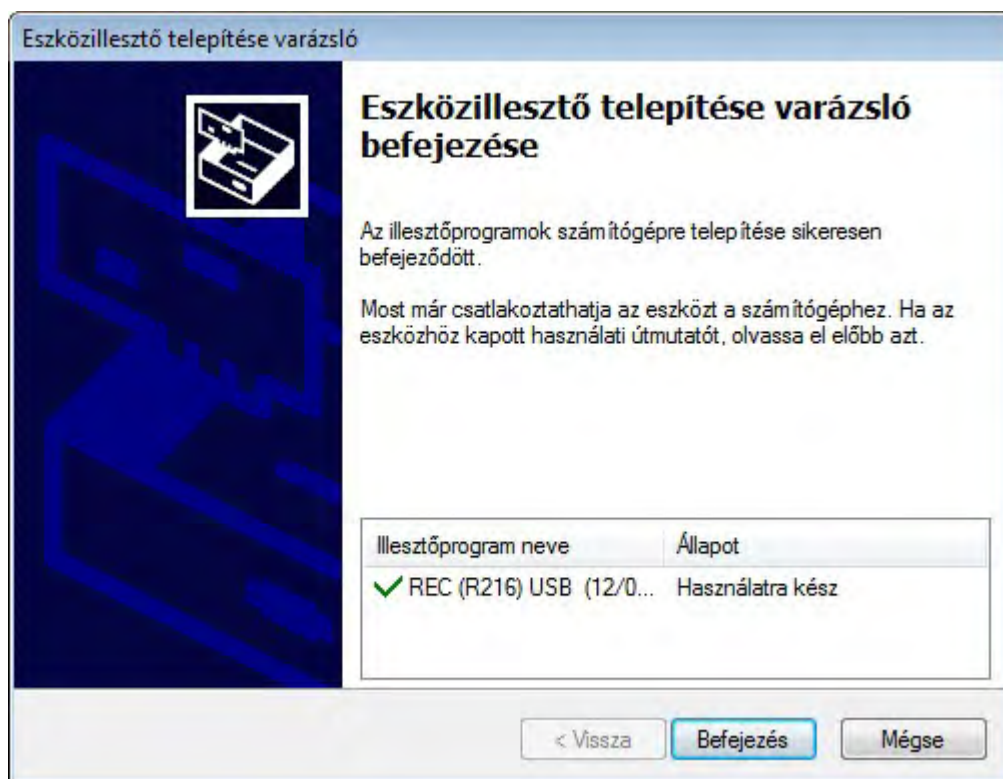 Eszközillesztő telepítése varázsló
Eszközillesztő telepítése varázsló
befejezése
Az illesztőprogramok számítógépre telepítése sikeresen
befejeződött.
Most már csatlakoztathatja az eszközt a számítógéphez. Ha az
eszközhöz kapott használati útmutatót, olvassa el előbb azt.
Illesztőprogram neve Állapot
REC (R216) USB (12/0... Használatra kész
< Vissza Befejezés Mégse